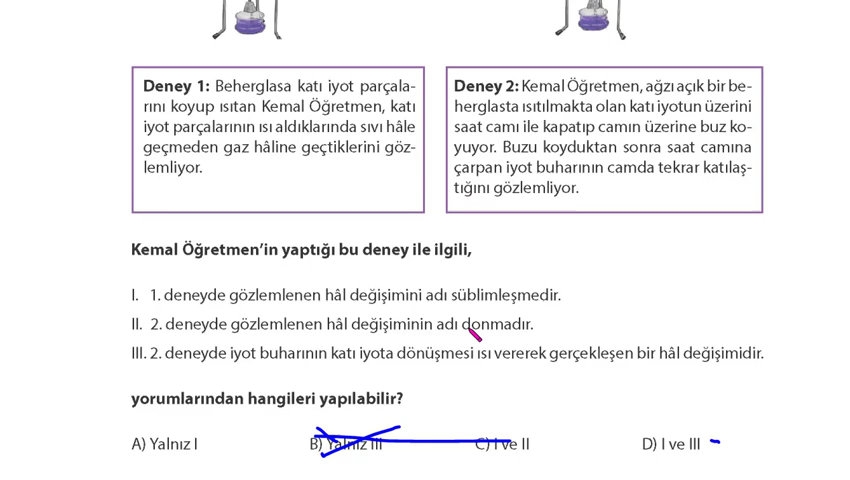 Deney 1: Beherglasa katı iyot parçala-
rını koyup ısıtan Kemal Öğretmen, katı
iyot parçalarının ısı aldıklarında sıvı hâle
geçmeden gaz hâline geçtiklerini göz-
lemliyor.
Deney 2: Kemal Öğretmen, ağzı açık bir be-
herglasta ısıtılmakta olan katı iyotun üzerini
saat camı ile kapatıp camın üzerine buz ko-
yuyor. Buzu koyduktan sonra saat camına
çarpan iyot buharının camda tekrar katılaş-
tığını gözlemliyor.
Kemal Öğretmen’in yaptığı bu deney ile ilgili,
I. 1. deneyde gözlemlenen hâl değişimini adı süblimleşmedir.
II. 2. deneyde gözlemlenen hâl değişiminin adı donmadır.
III. 2. deneyde iyot buharının katı iyota dönüşmesi ısı vererek gerçekleşen bir hâl değişimidir.
yorumlarından hangileri yapılabilir?
A) Yalnız I B) Yalnız III C) I ve II D) I ve III